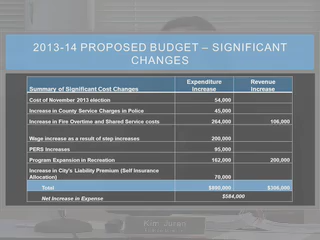 2013-14 PROPOSED BUDGET – SIGNIFICANT
CHANGES
Summary of Significant Cost Changes Expenditure Increase Revenue Increase
Cost of November 2013 election 54,000
Increase in County Service Charges in Police 45,000
Increase in Fire Overtime and Shared Service costs 264,000 106,000
Wage increase as a result of step increases 200,000
PERS Increases 95,000
Program Expansion in Recreation 162,000 200,000
Increase in City's Liability Premium (Self Insurance
Allocation) 70,000
Total $890,000 $306,000
Net Increase in Expense $584,000
Kim Juran